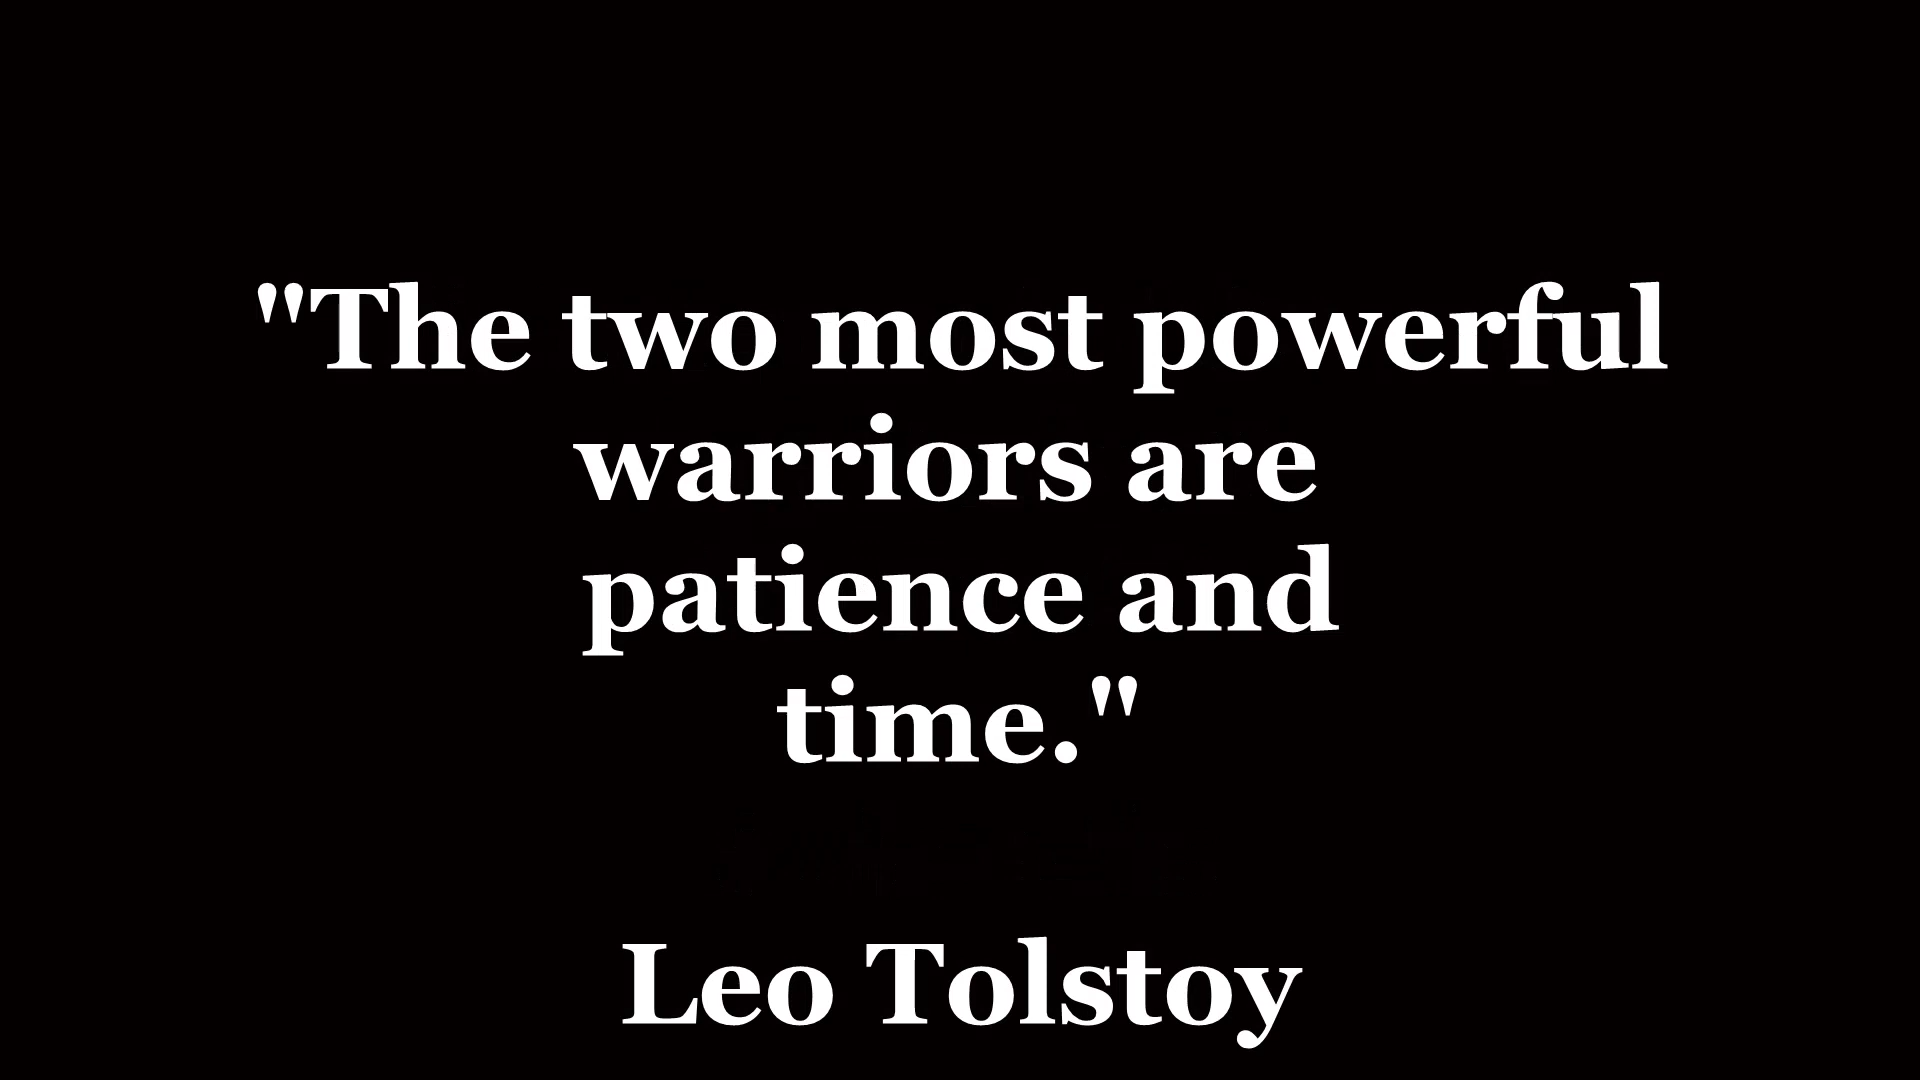 "The two most powerful
warriors are
patience and
time."
Leo Tolstoy